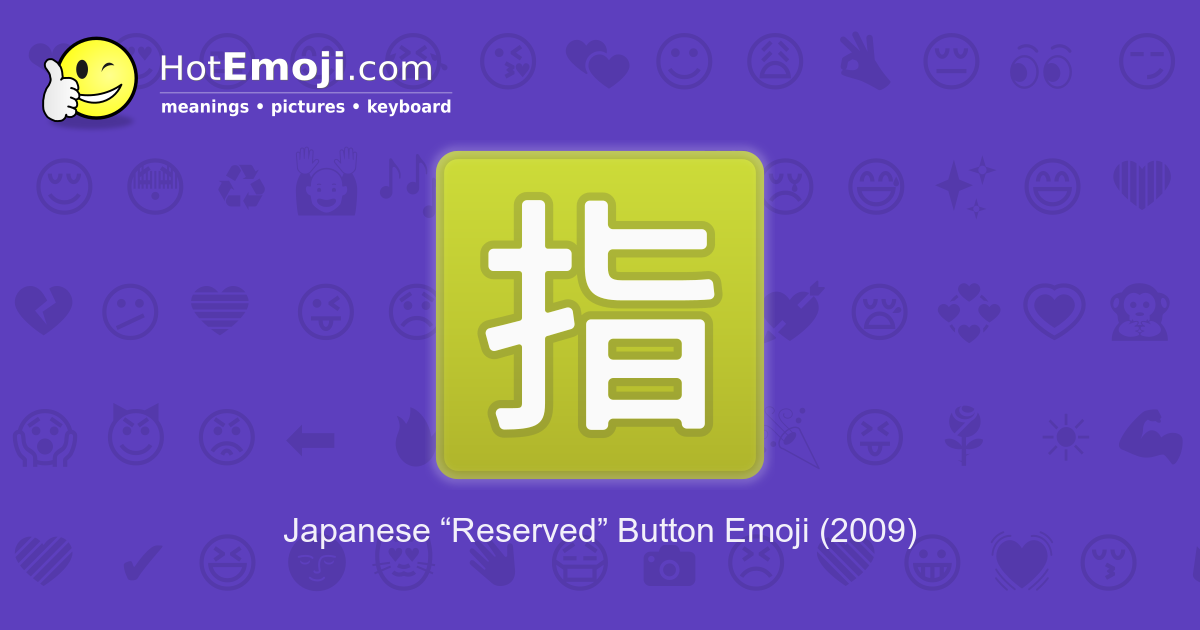 HotEmoji.com
meanings • pictures • keyboard
指
Japanese “Reserved” Button Emoji (2009)